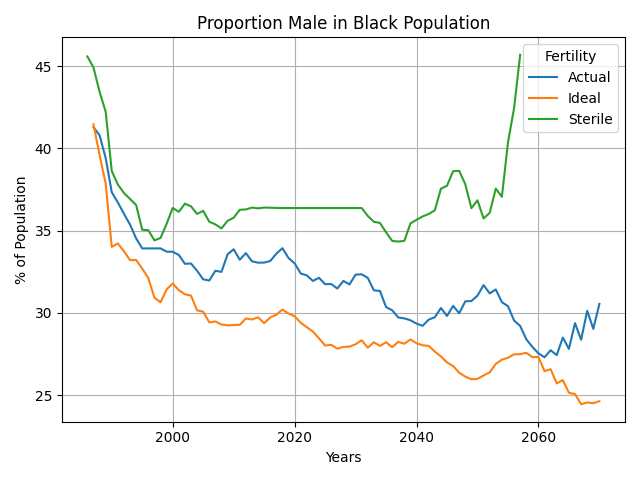 Proportion Male in Black Population
Fertility
Actual
Ideal
Sterile
% of Population
45
40
35
30
25
2000
2020
2040
2060
Years